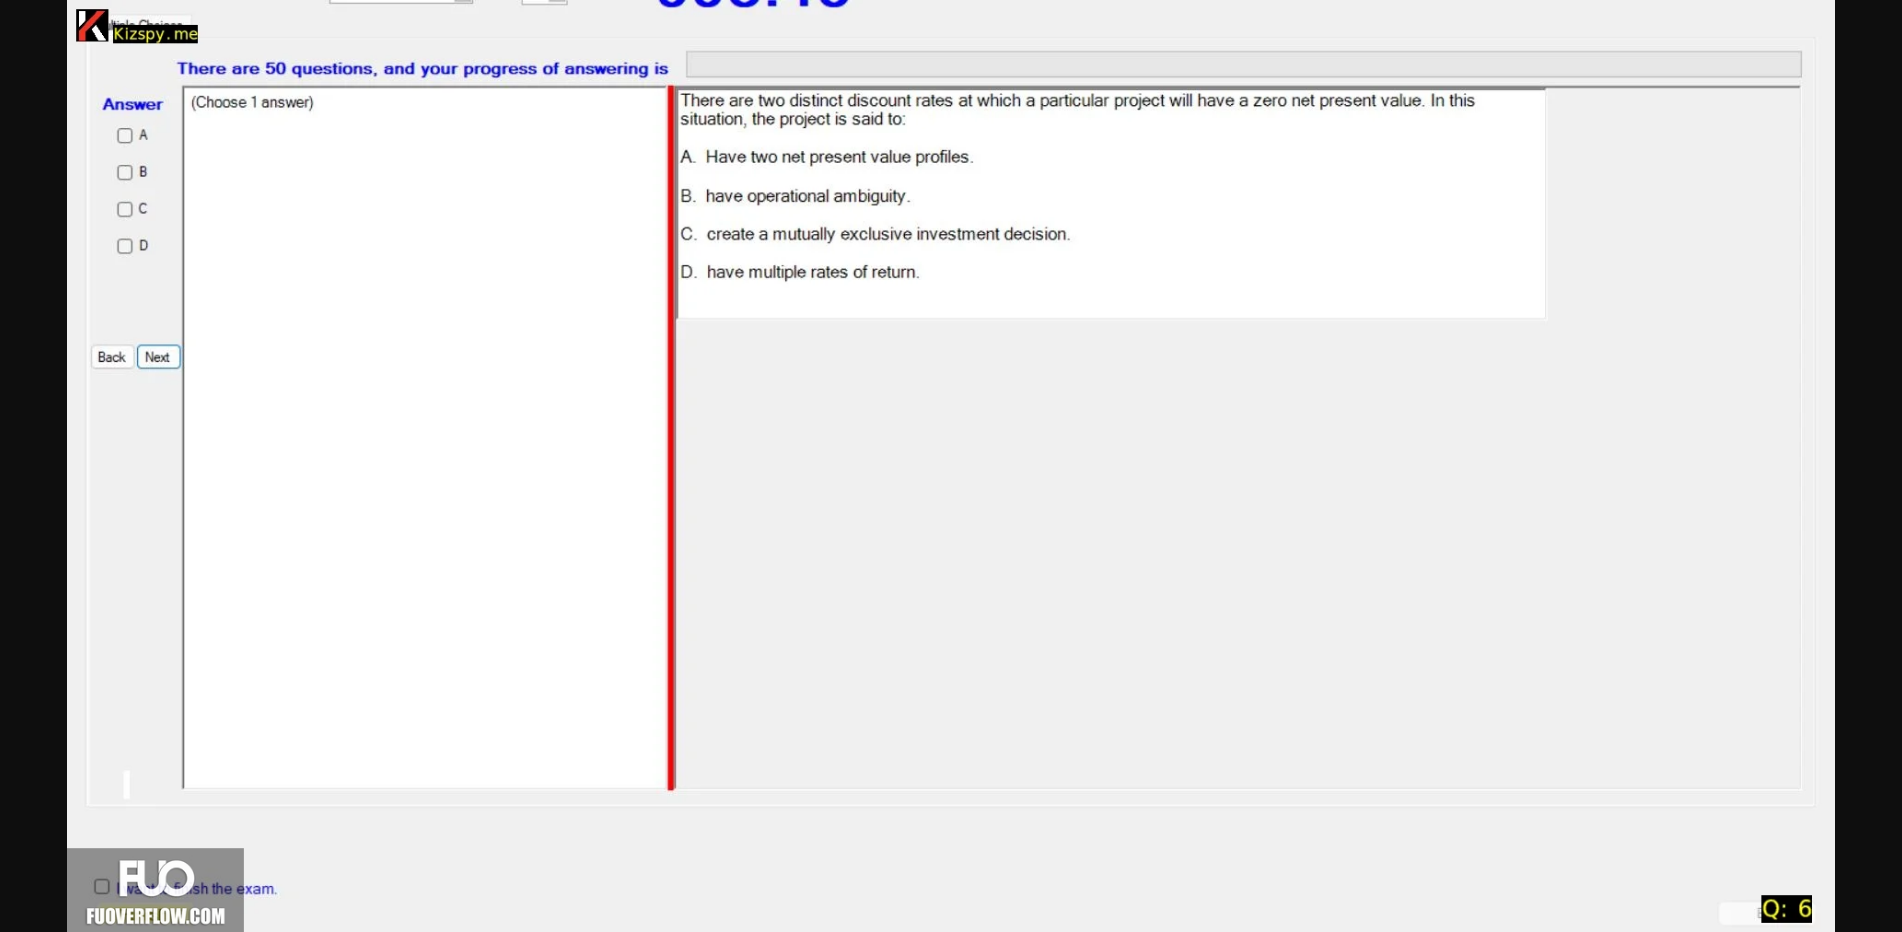 Kizspy.me
There are 50 questions, and your progress of answering is
Answer
(Choose 1 answer)
A
B
C
D
Back Next
There are two distinct discount rates at which a particular project will have a zero net present value. In this
situation, the project is said to:
A. Have two net present value profiles.
B. have operational ambiguity.
C. create a mutually exclusive investment decision.
D. have multiple rates of return.
FUO
the exam.
FUOVERFLOW.COM
Q: 6